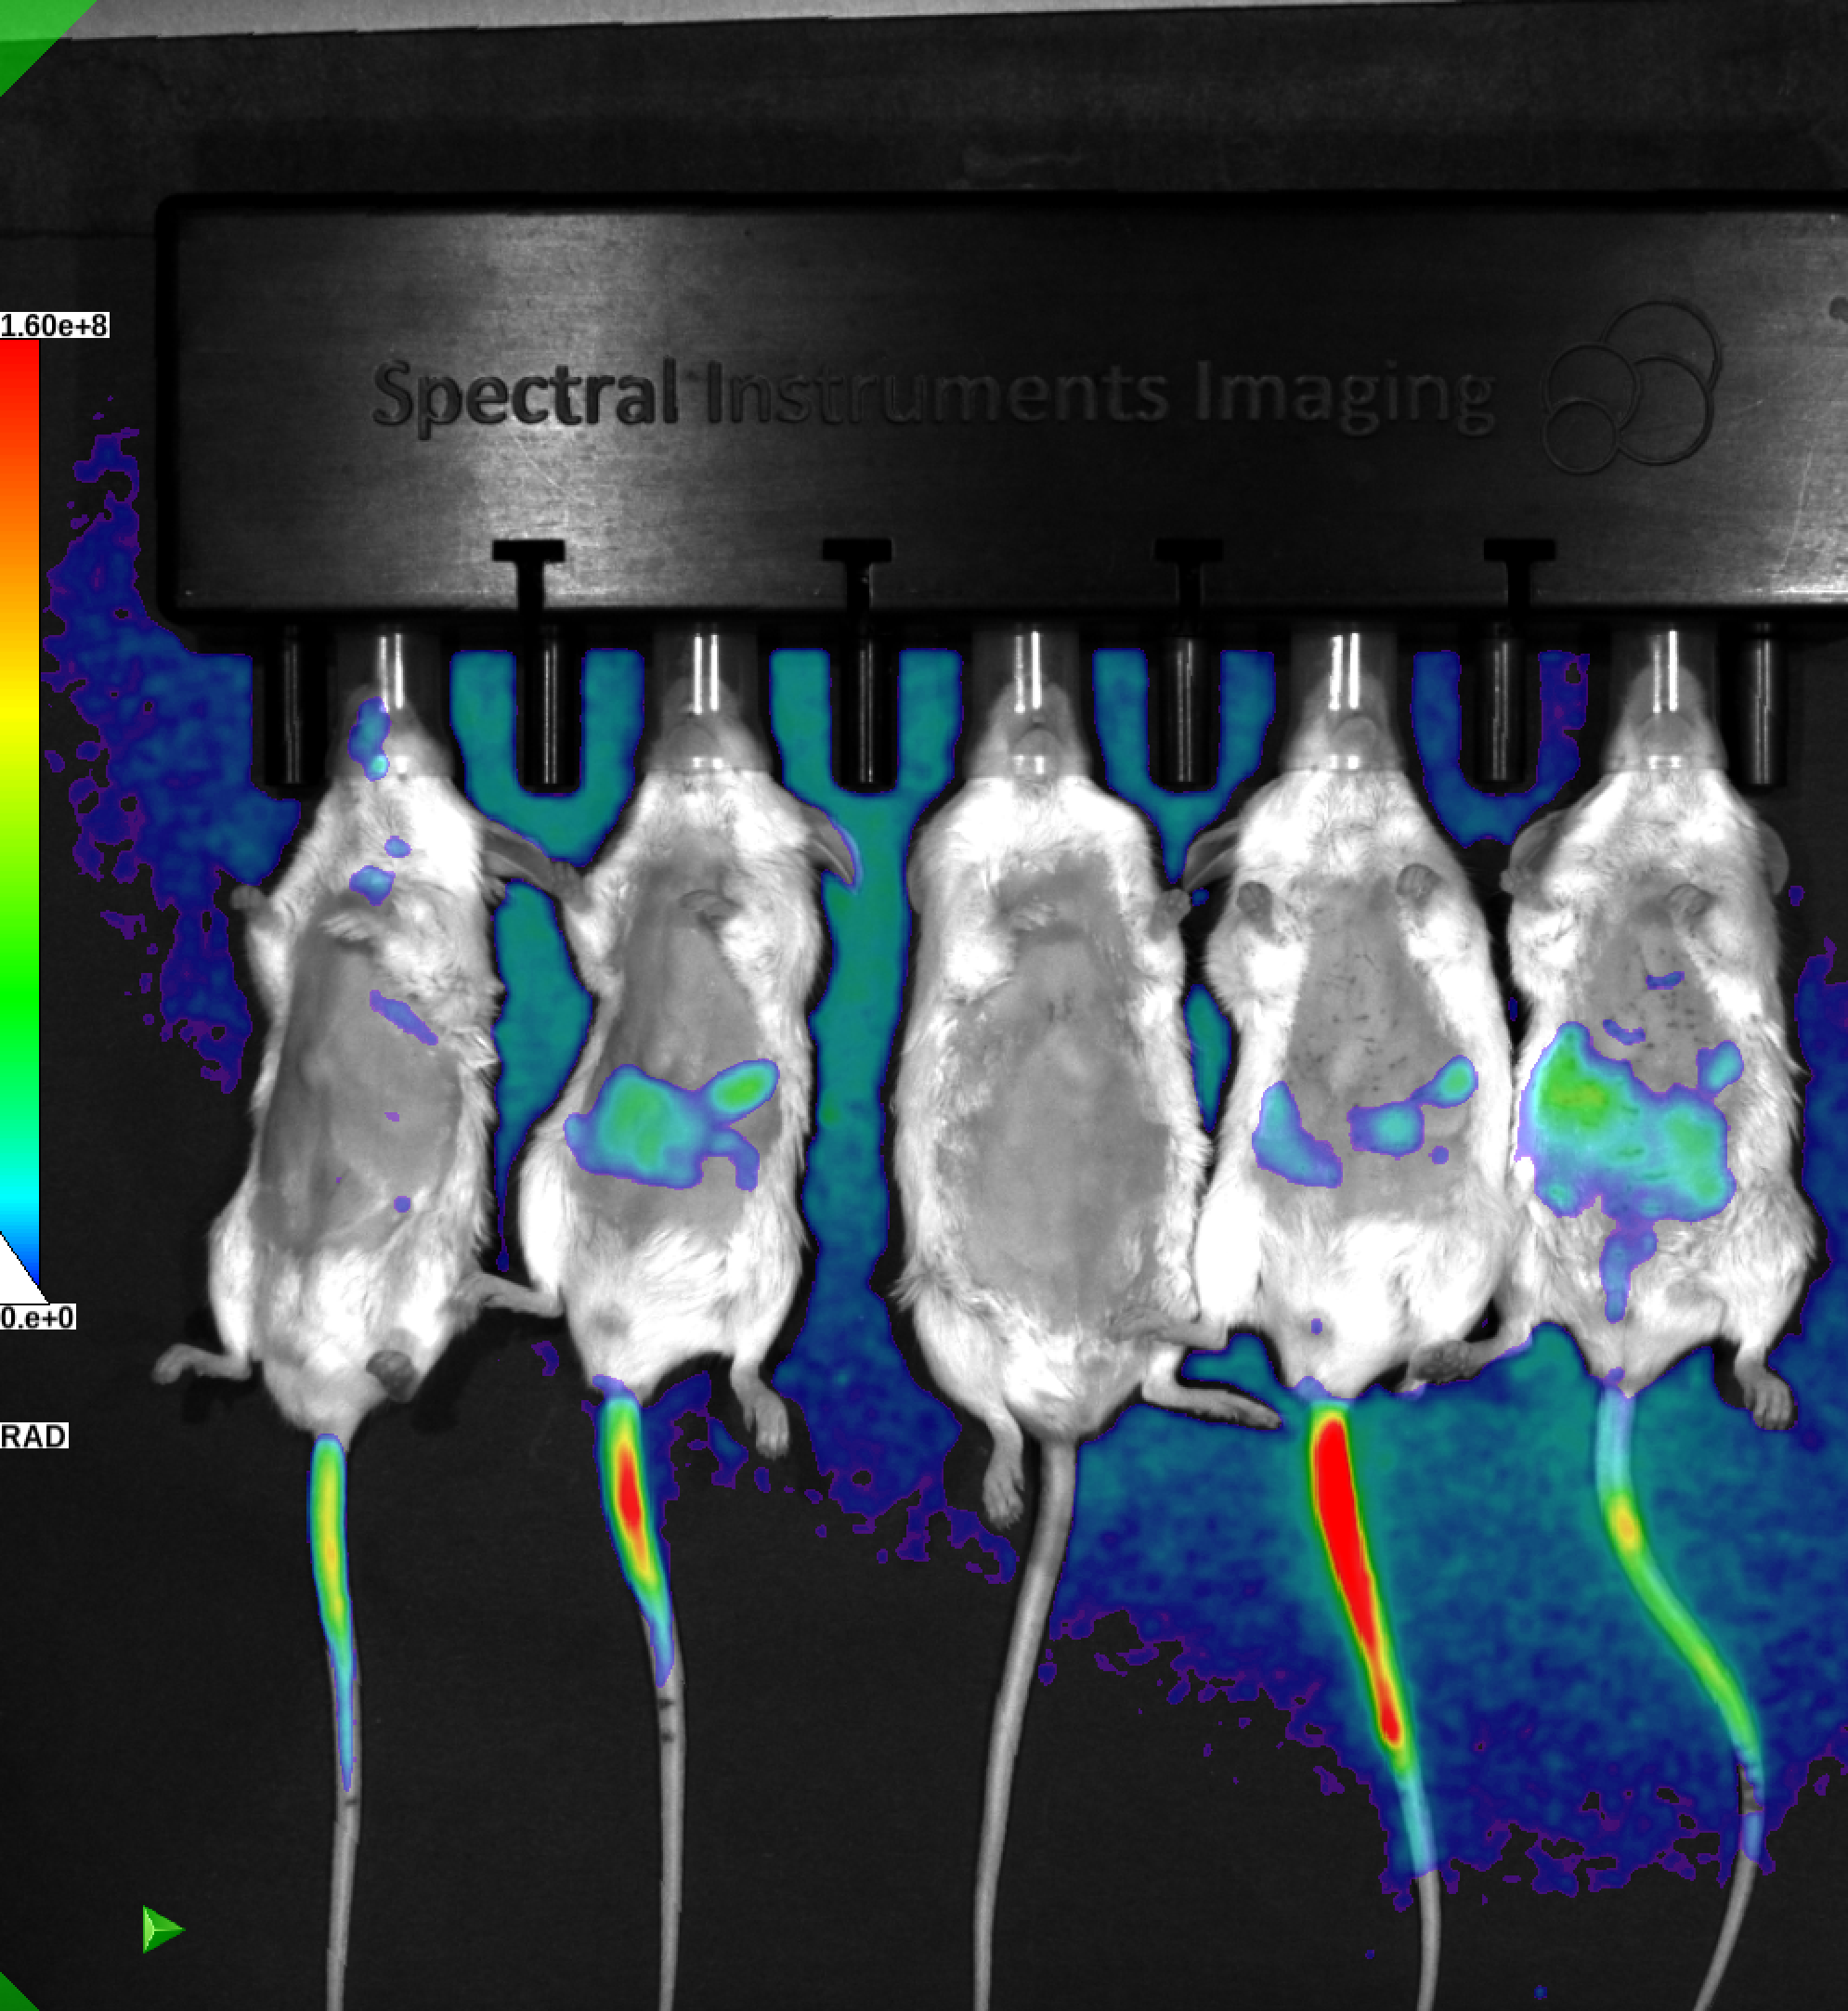 1.60e+8
Spectral Instruments Imaging
0.e+0
RAD